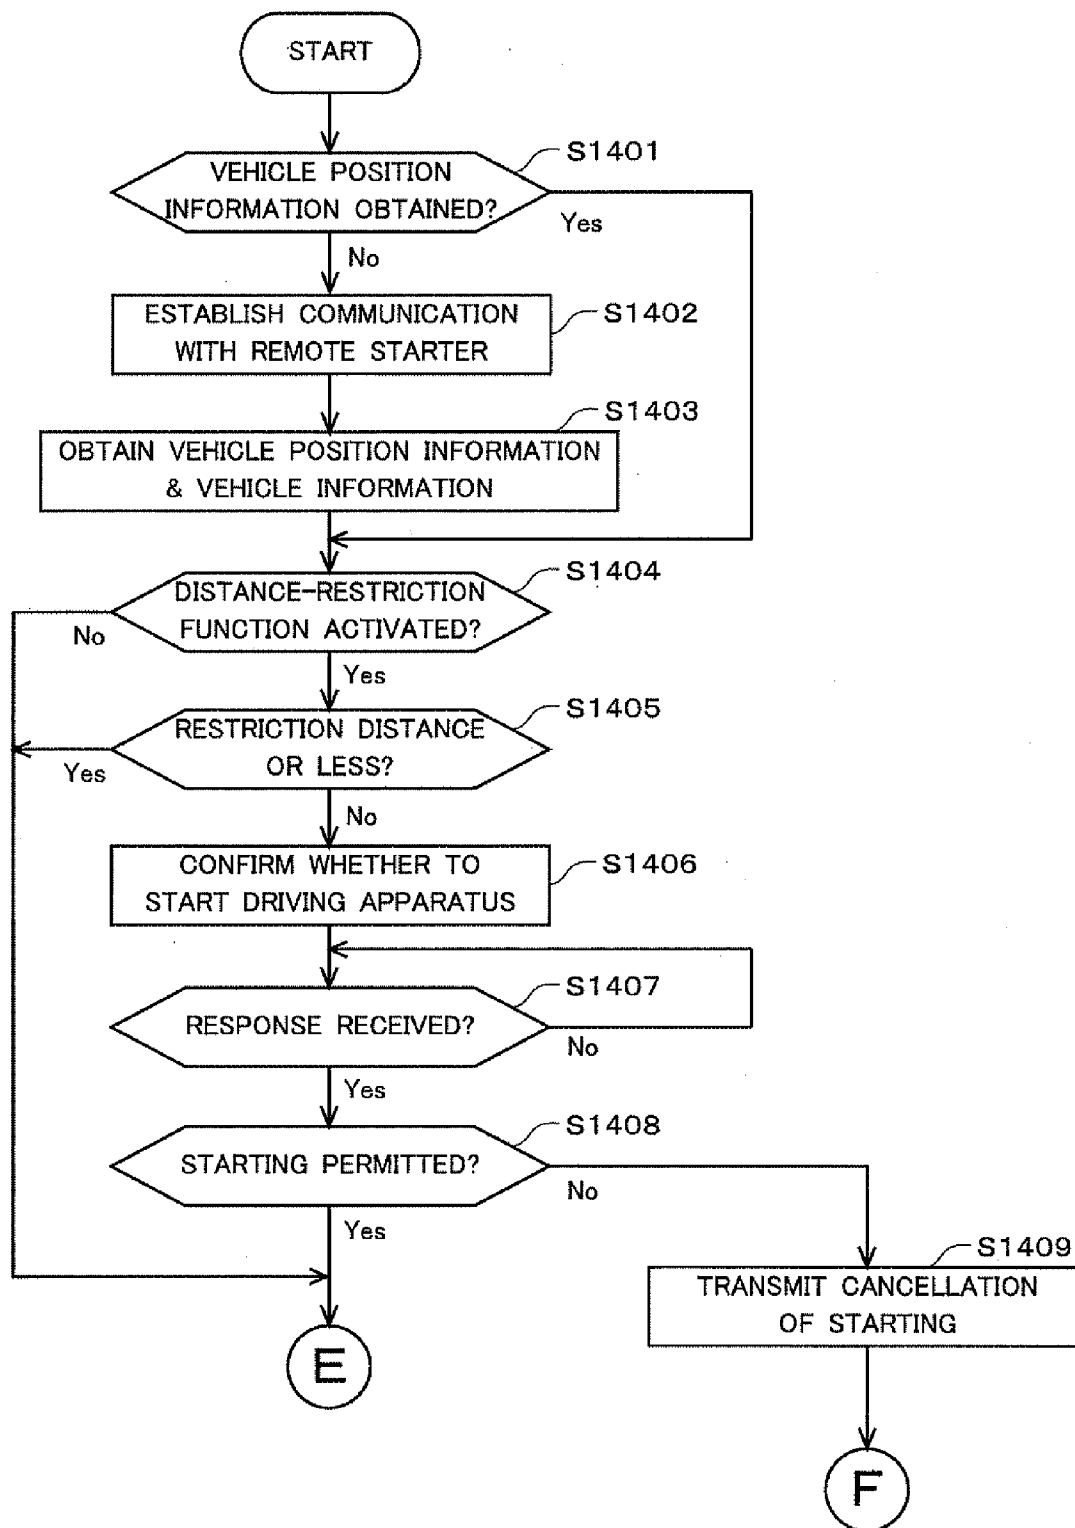 START
S1401
VEHICLE POSITION
INFORMATION OBTAINED?
Yes
No
ESTABLISH COMMUNICATION
WITH REMOTE STARTER
S1402
S1403
OBTAIN VEHICLE POSITION INFORMATION
& VEHICLE INFORMATION
S1404
DISTANCE-RESTRICTION
FUNCTION ACTIVATED?
No
Yes
S1405
RESTRICTION DISTANCE
OR LESS?
Yes
No
CONFIRM WHETHER TO
START DRIVING APPARATUS
S1406
S1407
RESPONSE RECEIVED?
No
Yes
S1408
STARTING PERMITTED?
No
Yes
S1409
TRANSMIT CANCELLATION
OF STARTING
E
F